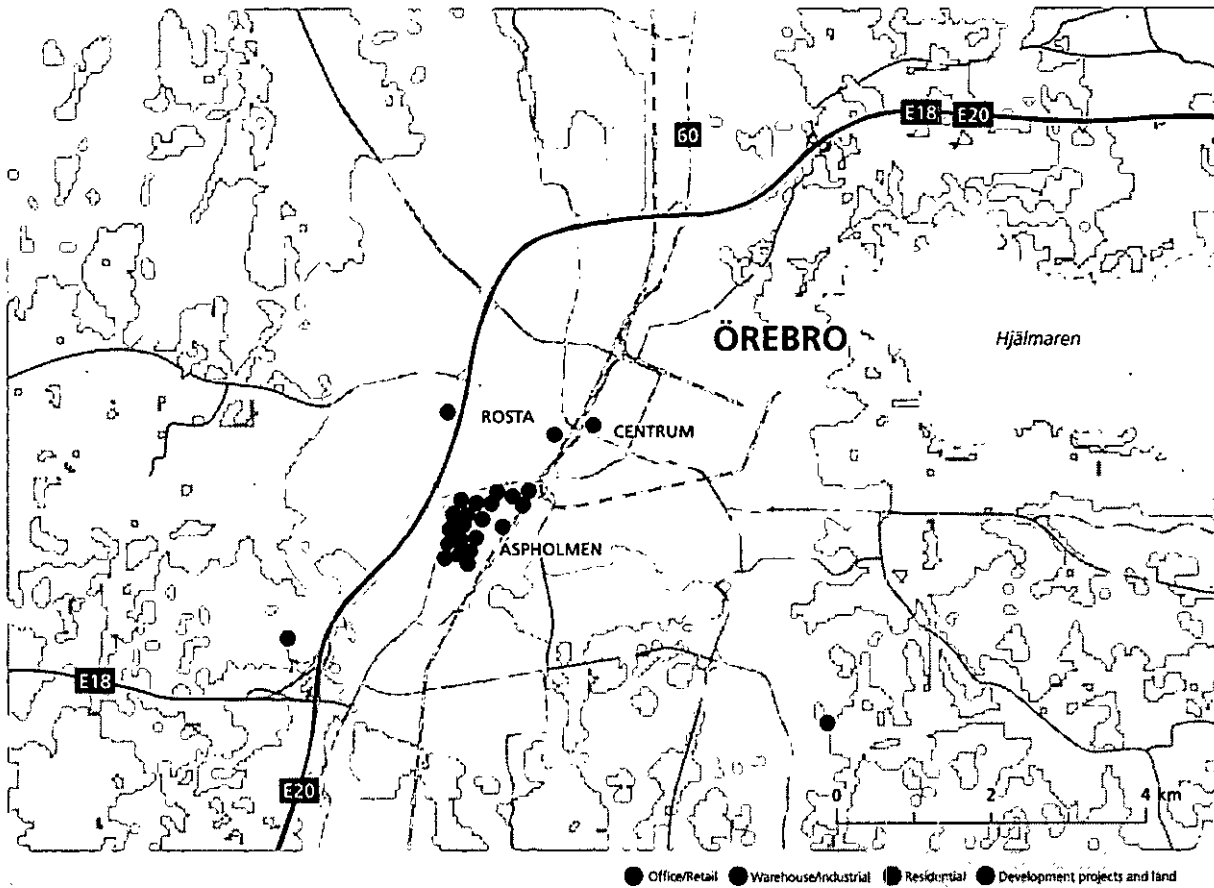 60
E18 E20
ÖREBRO
Hjälmaren
ROSTA
CENTRUM
ASPHOLMEN
E18
E20
0 2 4 km
Office/Retail Warehouse/Industrial Residential Development projects and land